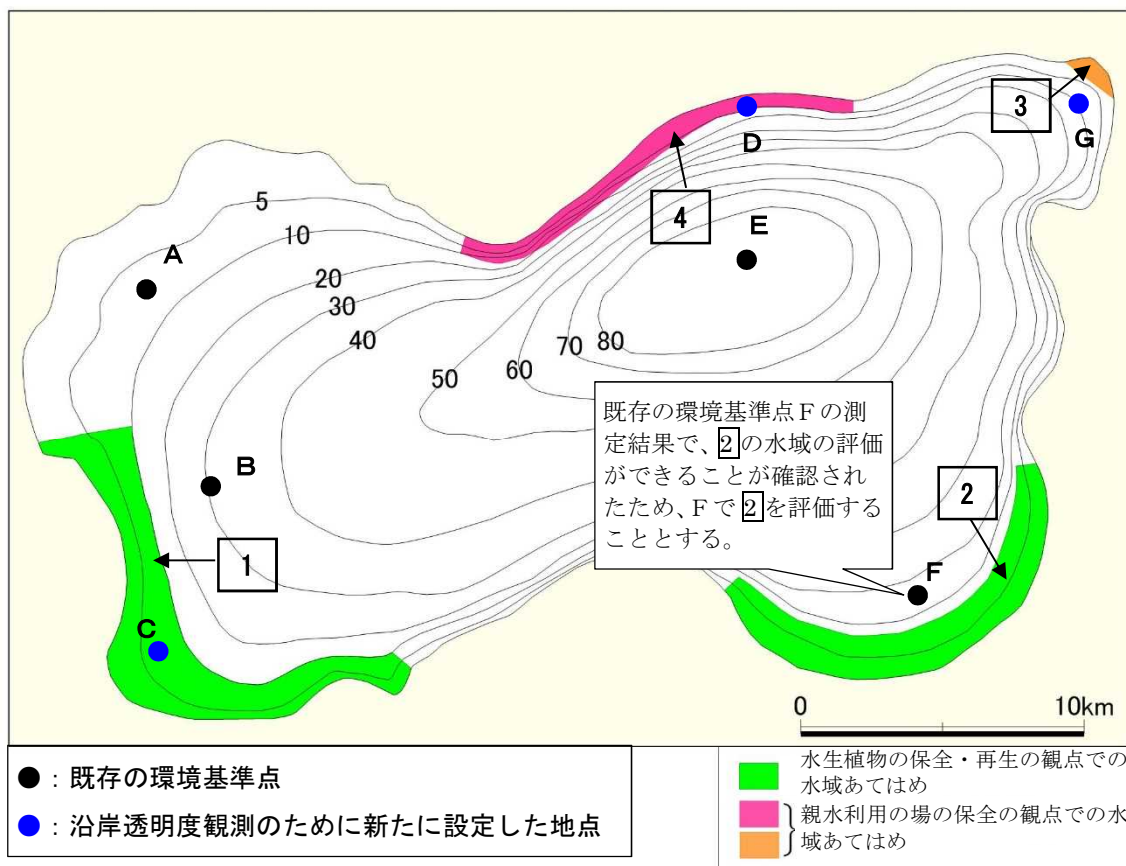 3
G
D
4
E
5
A
10
20
30
40
50
60
70
80
既存の環境基準点Fの測
定結果で、2の水域の評価
ができることが確認され
たため、Fで2を評価する
こととする。
B
2
1
F
C
0 10km
●：既存の環境基準点
●：沿岸透明度観測のために新たに設定した地点
水生植物の保全・再生の観点での
水域あてはめ
親水利用の場の保全の観点での水
域あてはめ